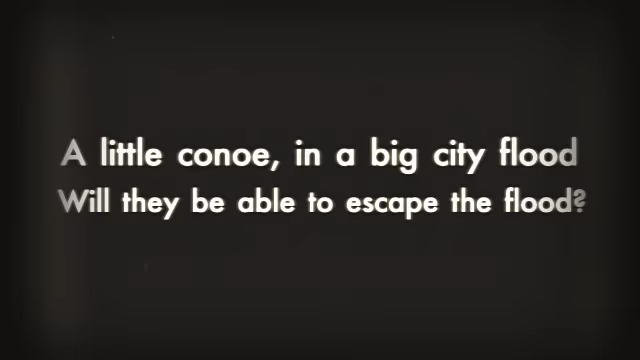 A little conoe, in a big city flood
Will they be able to escape the flood?